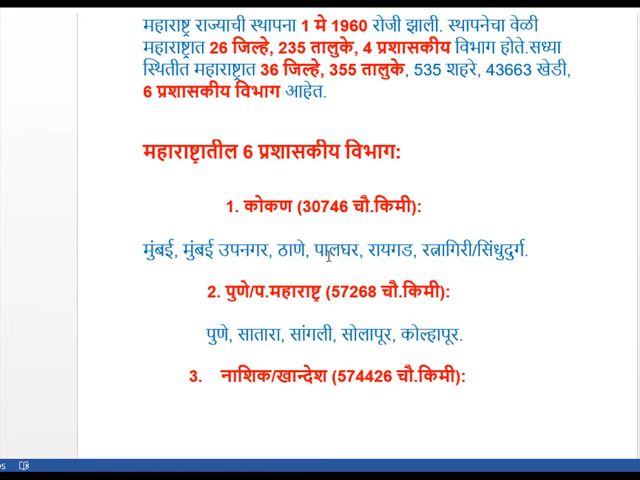 महाराष्ट्र राज्याची स्थापना 1 मे 1960 रोजी झाली. स्थापनेचा वेळी
महाराष्ट्रात 26 जिल्हे, 235 तालुके, 4 प्रशासकीय विभाग होते.सध्या
स्थितीत महाराष्ट्रात 36 जिल्हे, 355 तालुके, 535 शहरे, 43663 खेडी,
6 प्रशासकीय विभाग आहेत.
महाराष्ट्रातील 6 प्रशासकीय विभाग:
1. कोकण (30746 चौ.किमी):
मुंबई, मुंबई उपनगर, ठाणे, पालघर, रायगड, रत्नागिरी/सिंधुदुर्ग.
2. पुणे/प.महाराष्ट्र (57268 चौ.किमी):
पुणे, सातारा, सांगली, सोलापूर, कोल्हापूर.
3. नाशिक/खान्देश (574426 चौ.किमी):